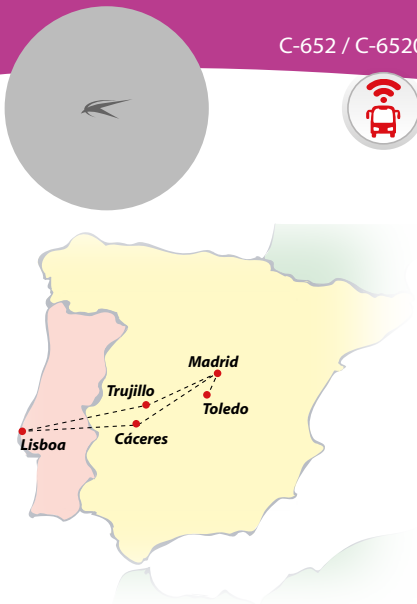 C-652 / C-6520
Madrid
Trujillo
Toledo
Cáceres
Lisboa